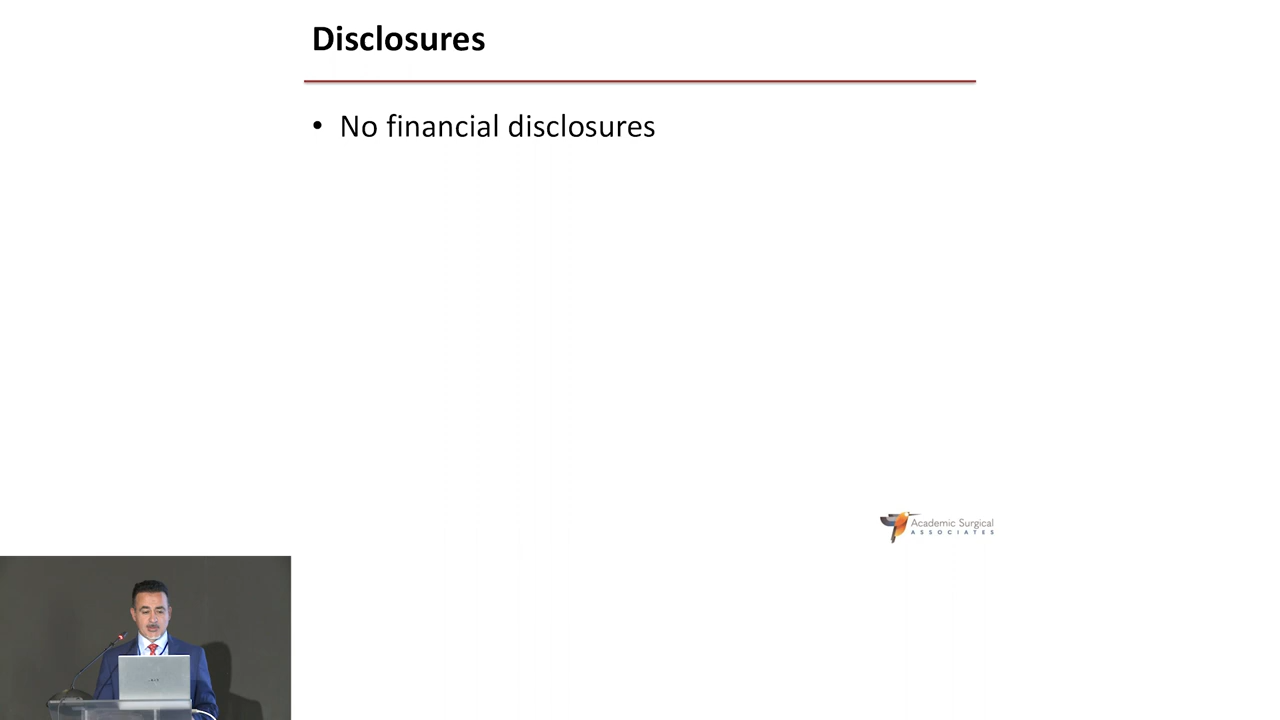 Disclosures
• No financial disclosures
Academic Surgical
ASSOCIATES